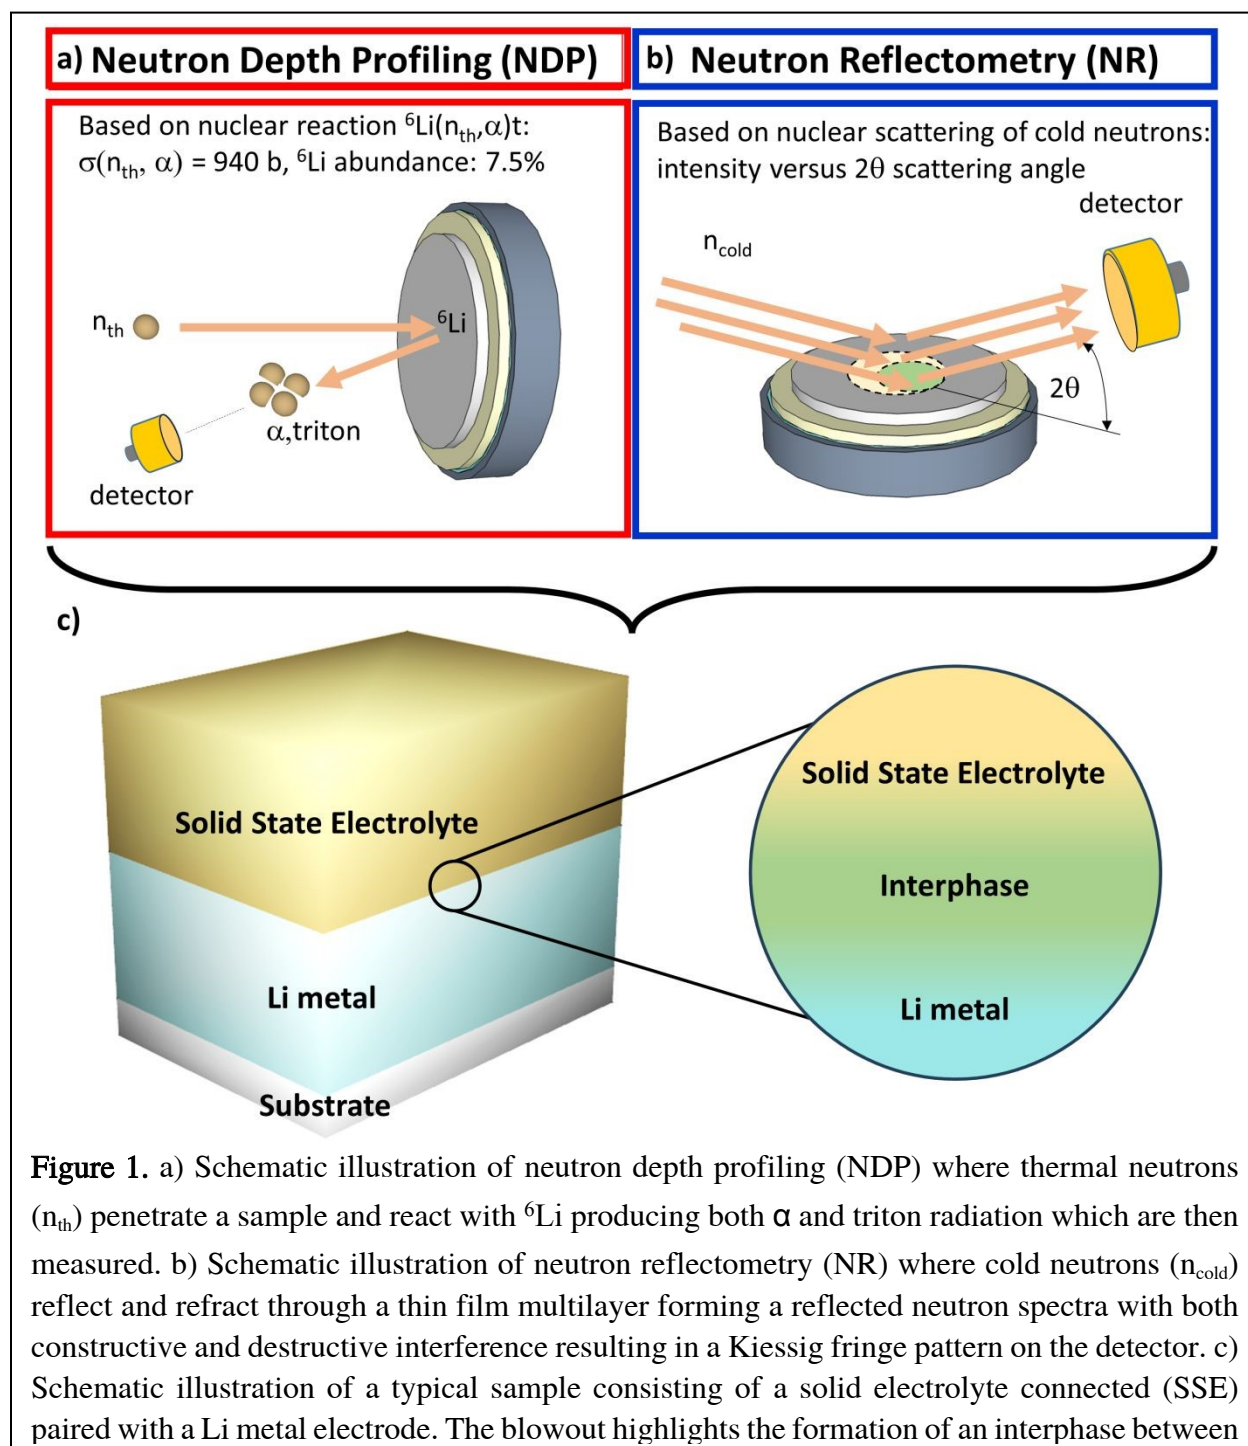 a) Neutron Depth Profiling (NDP)
b) Neutron Reflectometry (NR)
Based on nuclear reaction ⁶Li(nₜₕ,α)t:
σ(nₜₕ, α) = 940 b, ⁶Li abundance: 7.5%
nₜₕ
⁶Li
α,triton
detector
Based on nuclear scattering of cold neutrons:
intensity versus 2θ scattering angle
detector
n_cold
2θ
c)
Solid State Electrolyte
Li metal
Substrate
Solid State Electrolyte
Interphase
Li metal
Figure 1. a) Schematic illustration of neutron depth profiling (NDP) where thermal neutrons
(nₜₕ) penetrate a sample and react with ⁶Li producing both α and triton radiation which are then
measured. b) Schematic illustration of neutron reflectometry (NR) where cold neutrons (n_cold)
reflect and refract through a thin film multilayer forming a reflected neutron spectra with both
constructive and destructive interference resulting in a Kiessig fringe pattern on the detector. c)
Schematic illustration of a typical sample consisting of a solid electrolyte connected (SSE)
paired with a Li metal electrode. The blowout highlights the formation of an interphase between